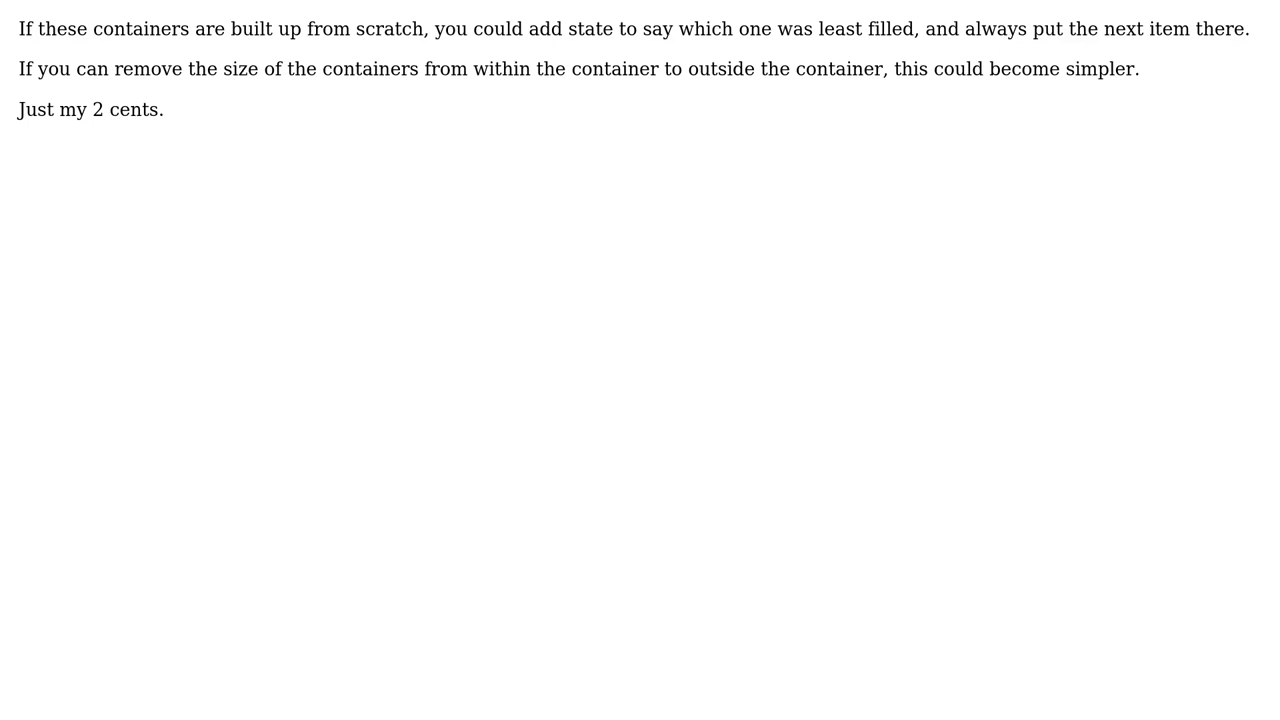 If these containers are built up from scratch, you could add state to say which one was least filled, and always put the next item there.
If you can remove the size of the containers from within the container to outside the container, this could become simpler.
Just my 2 cents.